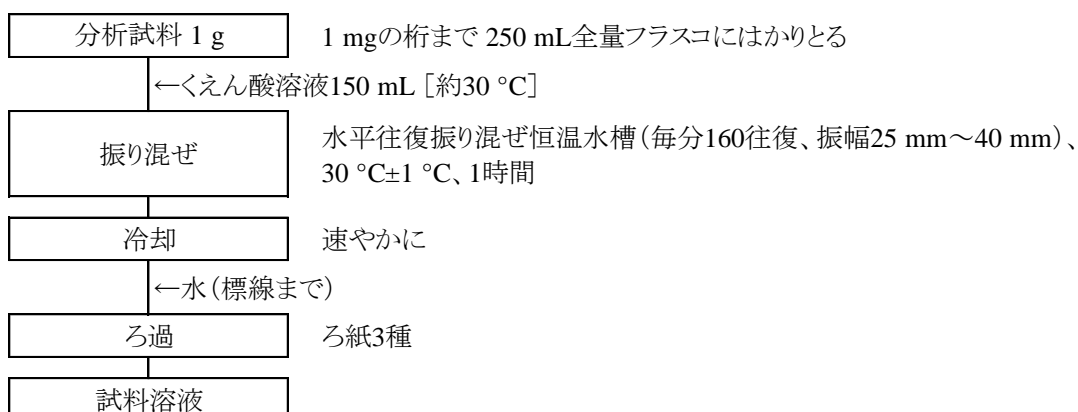 分析試料 1 g
1 mgの桁まで 250 mL全量フラスコにはかりとる
←くえん酸溶液150 mL [約30 °C]
振り混ぜ
水平往復振り混ぜ恒温水槽(毎分160往復、振幅25 mm~40 mm)、
30 °C±1 °C、1時間
冷却
速やかに
←水(標線まで)
ろ過
ろ紙3種
試料溶液